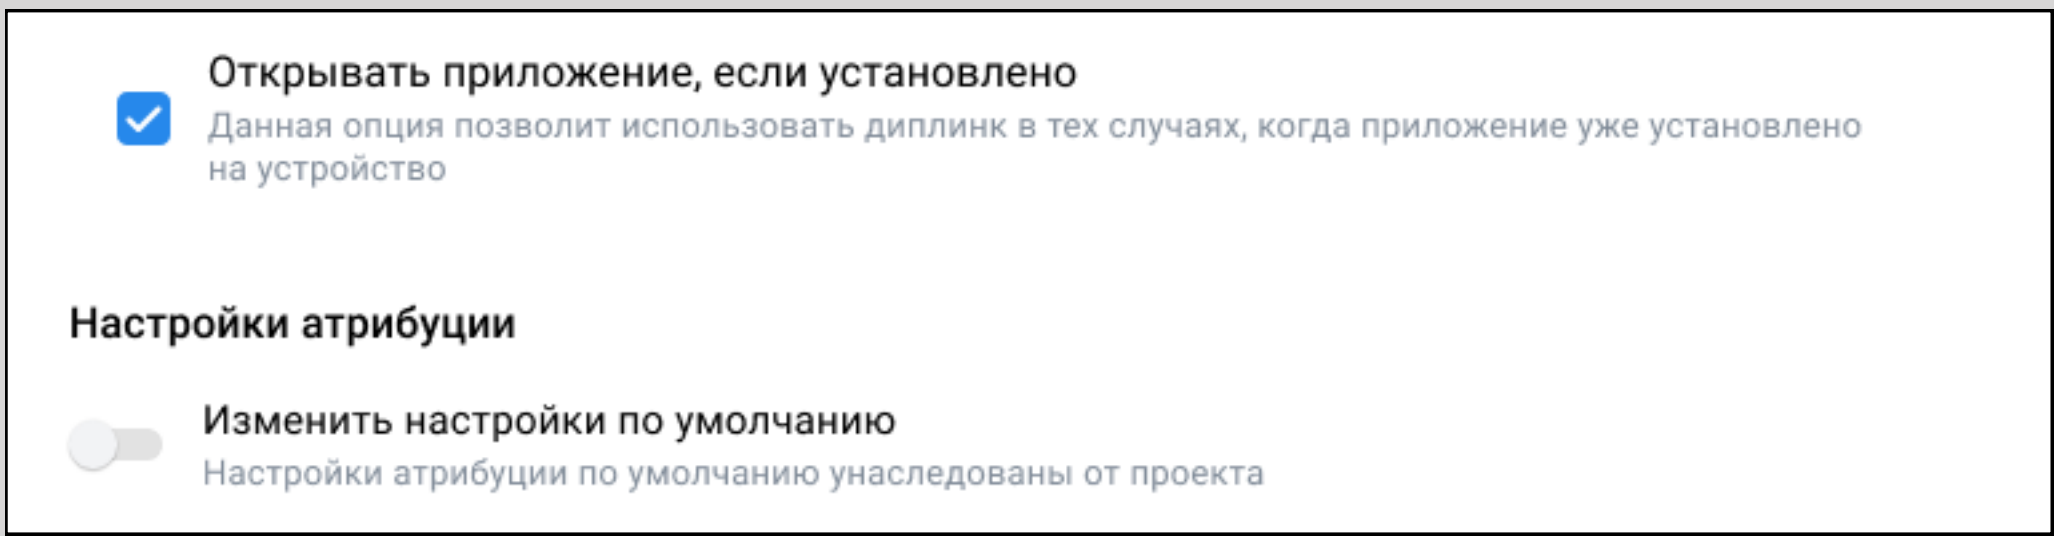 Открывать приложение, если установлено
Данная опция позволит использовать диплинк в тех случаях, когда приложение уже установлено
на устройство
Настройки атрибуции
Изменить настройки по умолчанию
Настройки атрибуции по умолчанию унаследованы от проекта